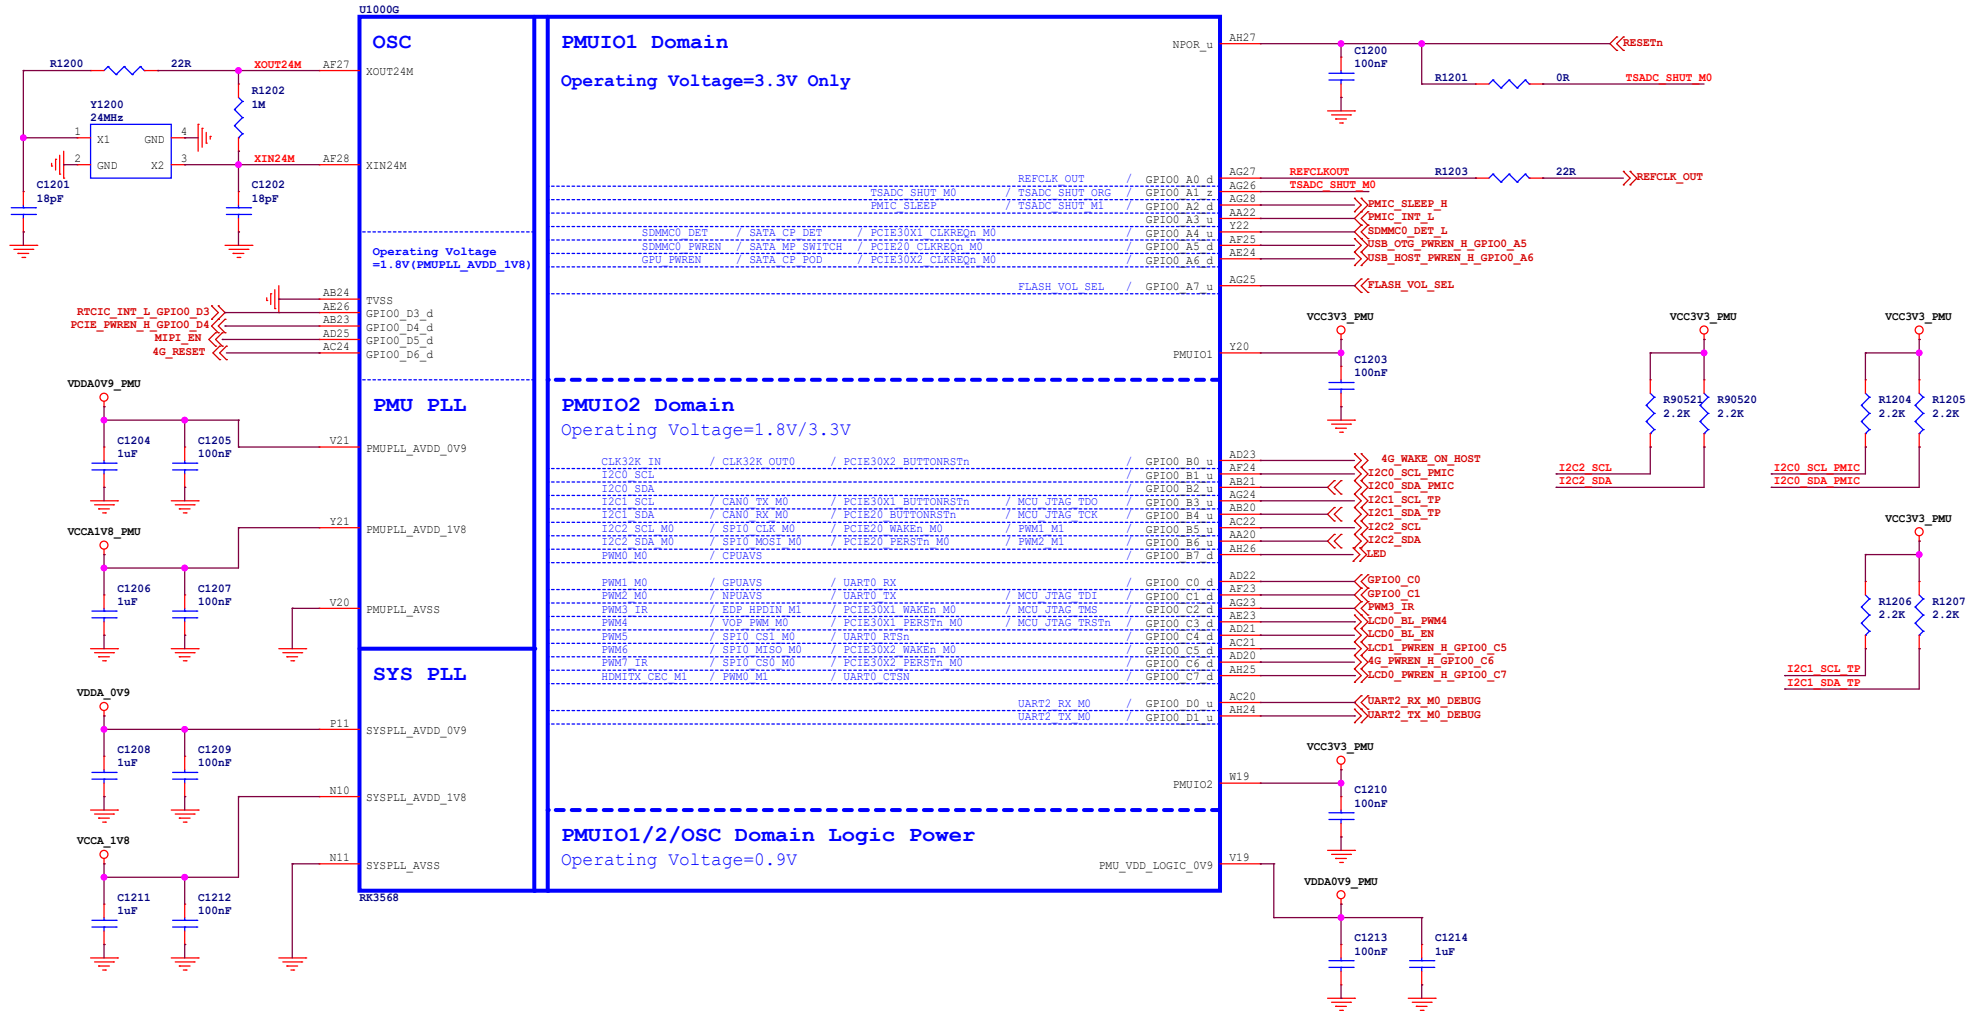 U1000G
OSC
PMUIO1 Domain
Operating Voltage=3.3V Only
NPOR_u
AH27
RESETn
C1200
100nF
R1201
0R
TSADC_SHUT_M0
R1200
22R
XOUT24M
AF27
XOUT24M
R1202
1M
Y1200
24MHz
1
X1
GND
4
2
GND
X2
3
XIN24M
AF28
XIN24M
C1201
18pF
C1202
18pF
Operating Voltage
=1.8V(PMUPLL_AVDD_1V8)
REFCLK_OUT / GPIO0_A0_d AG27 REFCLKOUT R1203 22R REFCLK_OUT
TSADC_SHUT_M0 / TSADC_SHUT_ORG / GPIO0_A1_z AG26 TSADC_SHUT_M0
PMIC_SLEEP / TSADC_SHUT_M1 / GPIO0_A2_d AG28 PMIC_SLEEP_H
GPIO0_A3_u AA22 PMIC_INT_L
SDMMC0_DET / SATA_CP_DET / PCIE30X1_CLKREQn_M0 GPIO0_A4_u Y22 SDMMC0_DET_L
SDMMC0_PWREN / SATA_MP_SWITCH / PCIE20_CLKREQn_M0 GPIO0_A5_d AF25 USB_OTG_PWREN_H_GPIO0_A5
GPU_PWREN / SATA_CP_POD / PCIE30X2_CLKREQn_M0 GPIO0_A6_d AE24 USB_HOST_PWREN_H_GPIO0_A6
FLASH_VOL_SEL / GPIO0_A7_u AG25 FLASH_VOL_SEL
AB24 TVSS
RTCIC_INT_L_GPIO0_D3 AE26 GPIO0_D3_d
PCIE_PWREN_H_GPIO0_D4 AB23 GPIO0_D4_d
MIPI_EN AD25 GPIO0_D5_d
4G_RESET AC24 GPIO0_D6_d
VCC3V3_PMU
PMUIO1 Y20
C1203
100nF
VCC3V3_PMU
R90521
2.2K
R90520
2.2K
I2C2_SCL
I2C2_SDA
VCC3V3_PMU
R1204
2.2K
R1205
2.2K
I2C0_SCL_PMIC
I2C0_SDA_PMIC
VDDA0V9_PMU
C1204
1uF
C1205
100nF
PMU PLL
V21 PMUPLL_AVDD_0V9
PMUIO2 Domain
Operating Voltage=1.8V/3.3V
CLK32K_IN / CLK32K_OUT0 / PCIE30X2_BUTTONRSTn / GPIO0_B0_u AD23 4G_WAKE_ON_HOST
I2C0_SCL / GPIO0_B1_u AF24 I2C0_SCL_PMIC
I2C0_SDA / GPIO0_B2_u AB21 I2C0_SDA_PMIC
I2C1_SCL / CAN0_TX_M0 / PCIE30X1_BUTTONRSTn / MCU_JTAG_TDO / GPIO0_B3_u AG24 I2C1_SCL_TP
I2C1_SDA / CAN0_RX_M0 / PCIE20_BUTTONRSTn / MCU_JTAG_TCK / GPIO0_B4_u AB20 I2C1_SDA_TP
I2C2_SCL_M0 / SPI0_CLK_M0 / PCIE20_WAKEn_M0 / PWM1_M1 / GPIO0_B5_u AC22 I2C2_SCL
I2C2_SDA_M0 / SPI0_MOSI_M0 / PCIE20_PERSTn_M0 / PWM2_M1 / GPIO0_B6_u AA20 I2C2_SDA
PWM0_M0 / CPUAVS / GPIO0_B7_d AH26 LED
PWM1_M0 / GPUAVS / UART0_RX / GPIO0_C0_d AD22 GPIO0_C0
PWM2_M0 / NPUAVS / UART0_TX / MCU_JTAG_TDI / GPIO0_C1_d AF23 GPIO0_C1
PWM3_IR / EDP_HPDIN_M1 / PCIE30X1_WAKEn_M0 / MCU_JTAG_TMS / GPIO0_C2_d AG23 PWM3_IR
PWM4 / VOP_PWM_M0 / PCIE30X1_PERSTn_M0 / MCU_JTAG_TRSTn / GPIO0_C3_d AE23 LCD0_BL_PWM4
PWM5 / SPI0_CS1_M0 / UART0_RTSn / GPIO0_C4_d AD21 LCD0_BL_EN
PWM6 / SPI0_MISO_M0 / PCIE30X2_WAKEn_M0 / GPIO0_C5_d AC21 LCD1_PWREN_H_GPIO0_C5
PWM7_IR / SPI0_CS0_M0 / PCIE30X2_PERSTn_M0 / GPIO0_C6_d AD20 4G_PWREN_H_GPIO0_C6
HDMITX_CEC_M1 / PWM0_M1 / UART0_CTSN / GPIO0_C7_d AH25 LCD0_PWREN_H_GPIO0_C7
UART2_RX_M0 / GPIO0_D0_u AC20 UART2_RX_M0_DEBUG
UART2_TX_M0 / GPIO0_D1_u AH24 UART2_TX_M0_DEBUG
VCC3V3_PMU
R1206
2.2K
R1207
2.2K
I2C1_SCL_TP
I2C1_SDA_TP
VCCA1V8_PMU
Y21 PMUPLL_AVDD_1V8
C1206
1uF
C1207
100nF
V20 PMUPLL_AVSS
SYS PLL
VDDA_0V9
P11 SYSPLL_AVDD_0V9
C1208
1uF
C1209
100nF
N10 SYSPLL_AVDD_1V8
VCCA_1V8
N11 SYSPLL_AVSS
C1211
1uF
C1212
100nF
VCC3V3_PMU
PMUIO2 W19
C1210
100nF
PMUIO1/2/OSC Domain Logic Power
Operating Voltage=0.9V
PMU_VDD_LOGIC_0V9 V19
VDDA0V9_PMU
C1213
100nF
C1214
1uF
RK3568